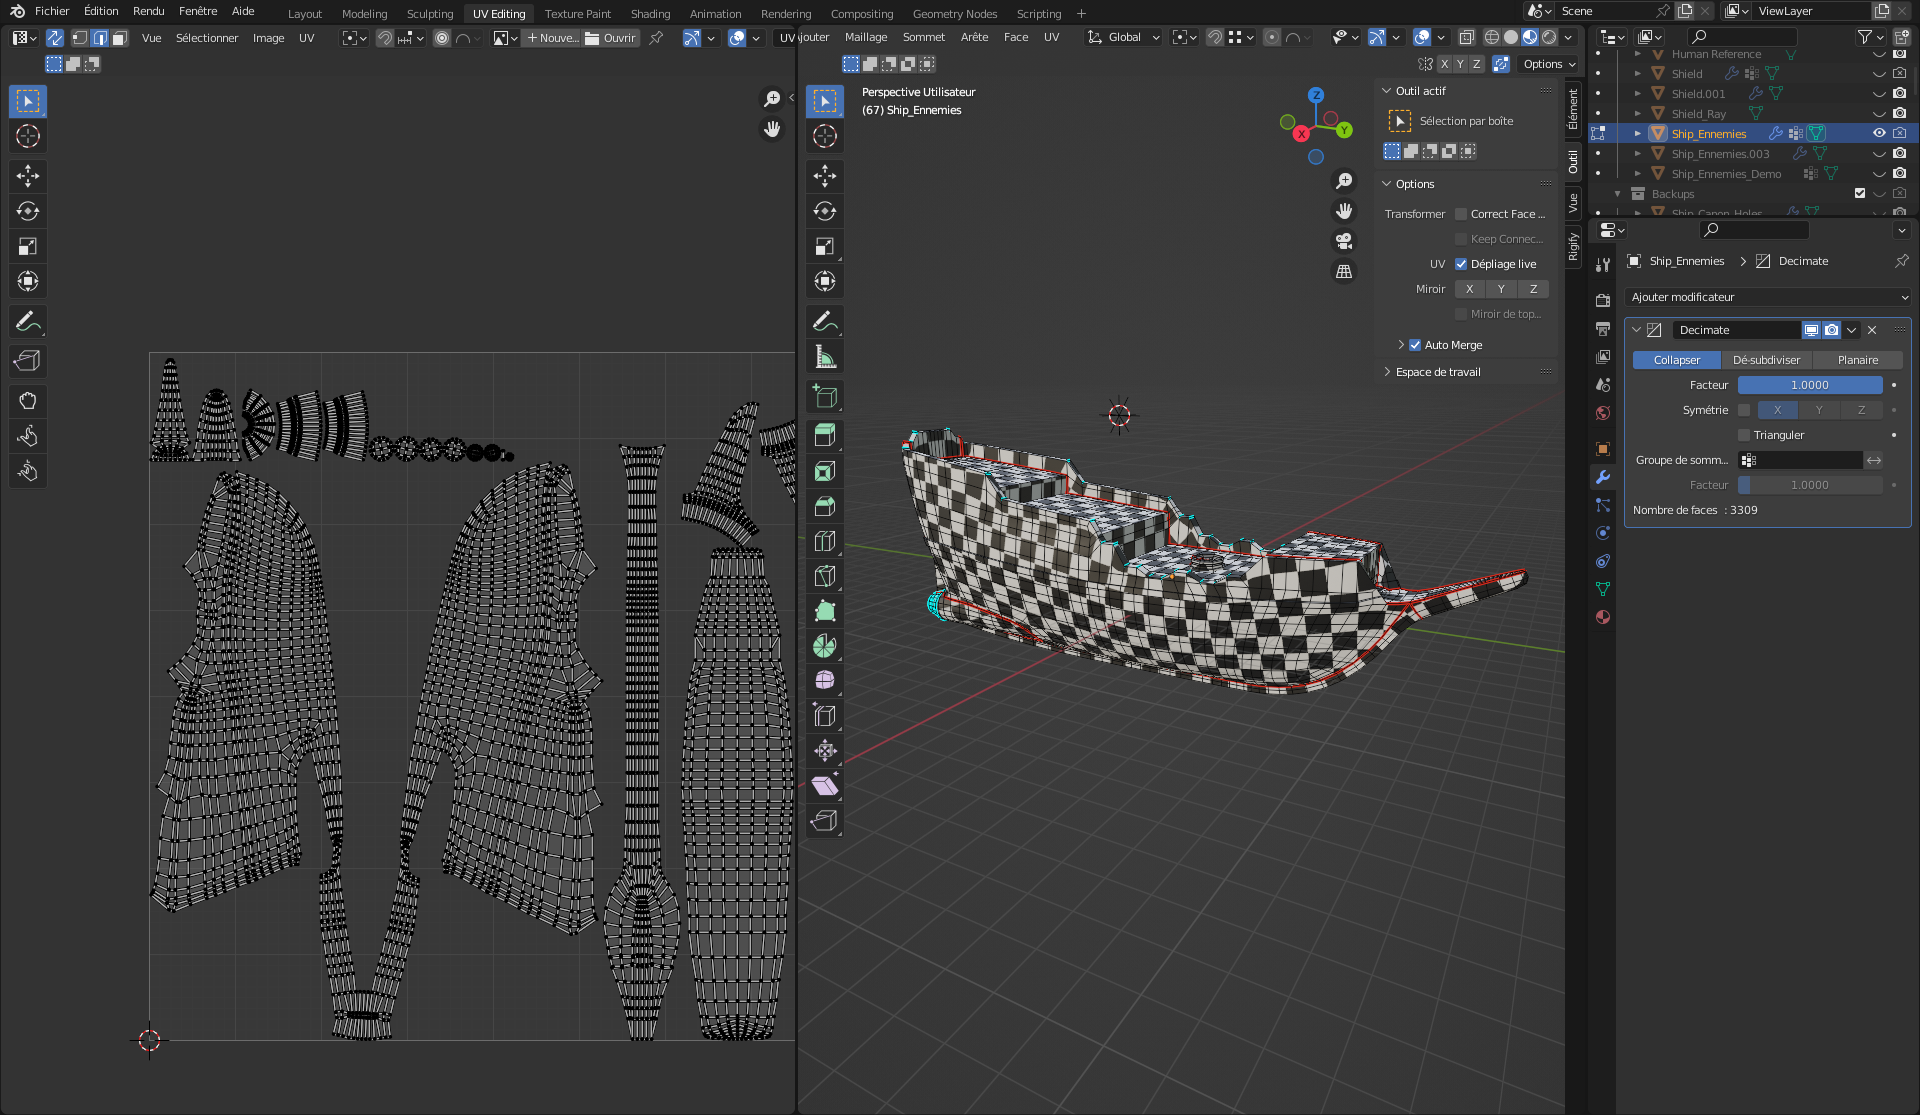 Fichier Édition Rendu Fenêtre Aide
Layout Modeling Sculpting UV Editing Texture Paint Shading Animation Rendering Compositing Geometry Nodes Scripting +
Scene
ViewLayer
Vue Sélectionner Image UV
+ Nouve... Ouvrir
UV
jouter Maillage Sommet Arête Face UV
Global
X Y Z Options
Perspective Utilisateur
(67) Ship_Ennemies
Z
X
Y
Outil actif
Sélection par boîte
Options
Transformer Correct Face ...
Keep Connec...
UV Dépliage live
Miroir X Y Z
Miroir de top...
Auto Merge
Espace de travail
Élément
Outil
Vue
Rigify
Human Reference
Shield
Shield.001
Shield_Ray
Ship_Ennemies
Ship_Ennemies.003
Ship_Ennemies_Demo
Backups
Ship_Canon_Holes
Ship_Ennemies > Decimate
Ajouter modificateur
Decimate
Collapser Dé-subdiviser Planaire
Facteur 1.0000
Symétrie X Y Z
Trianguler
Groupe de somm...
Facteur 1.0000
Nombre de faces : 3309